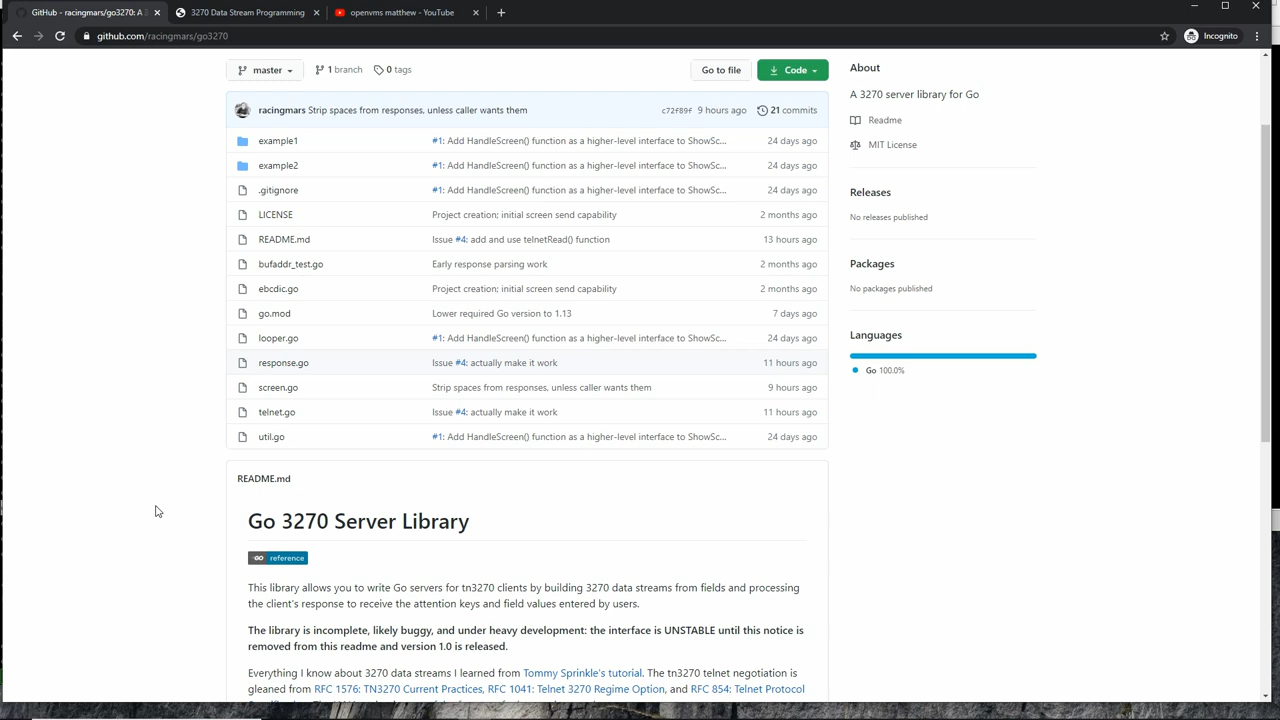 GitHub - racingmars/go3270: A 3
3270 Data Stream Programming
openvms matthew - YouTube
github.com/racingmars/go3270
Incognito
master
1 branch
0 tags
Go to file
Code
racingmars Strip spaces from responses, unless caller wants them c72f89f 9 hours ago 21 commits
example1 #1: Add HandleScreen() function as a higher-level interface to ShowSc... 24 days ago
example2 #1: Add HandleScreen() function as a higher-level interface to ShowSc... 24 days ago
.gitignore #1: Add HandleScreen() function as a higher-level interface to ShowSc... 24 days ago
LICENSE Project creation; initial screen send capability 2 months ago
README.md Issue #4: add and use telnetRead() function 13 hours ago
bufaddr_test.go Early response parsing work 2 months ago
ebcdic.go Project creation; initial screen send capability 2 months ago
go.mod Lower required Go version to 1.13 7 days ago
looper.go #1: Add HandleScreen() function as a higher-level interface to ShowSc... 24 days ago
response.go Issue #4: actually make it work 11 hours ago
screen.go Strip spaces from responses, unless caller wants them 9 hours ago
telnet.go Issue #4: actually make it work 11 hours ago
util.go #1: Add HandleScreen() function as a higher-level interface to ShowSc... 24 days ago
README.md
Go 3270 Server Library
GO reference
This library allows you to write Go servers for tn3270 clients by building 3270 data streams from fields and processing
the client's response to receive the attention keys and field values entered by users.
The library is incomplete, likely buggy, and under heavy development: the interface is UNSTABLE until this notice is
removed from this readme and version 1.0 is released.
Everything I know about 3270 data streams I learned from Tommy Sprinkle's tutorial. The tn3270 telnet negotiation is
gleaned from RFC 1576: TN3270 Current Practices, RFC 1041: Telnet 3270 Regime Option, and RFC 854: Telnet Protocol
About
A 3270 server library for Go
Readme
MIT License
Releases
No releases published
Packages
No packages published
Languages
Go 100.0%